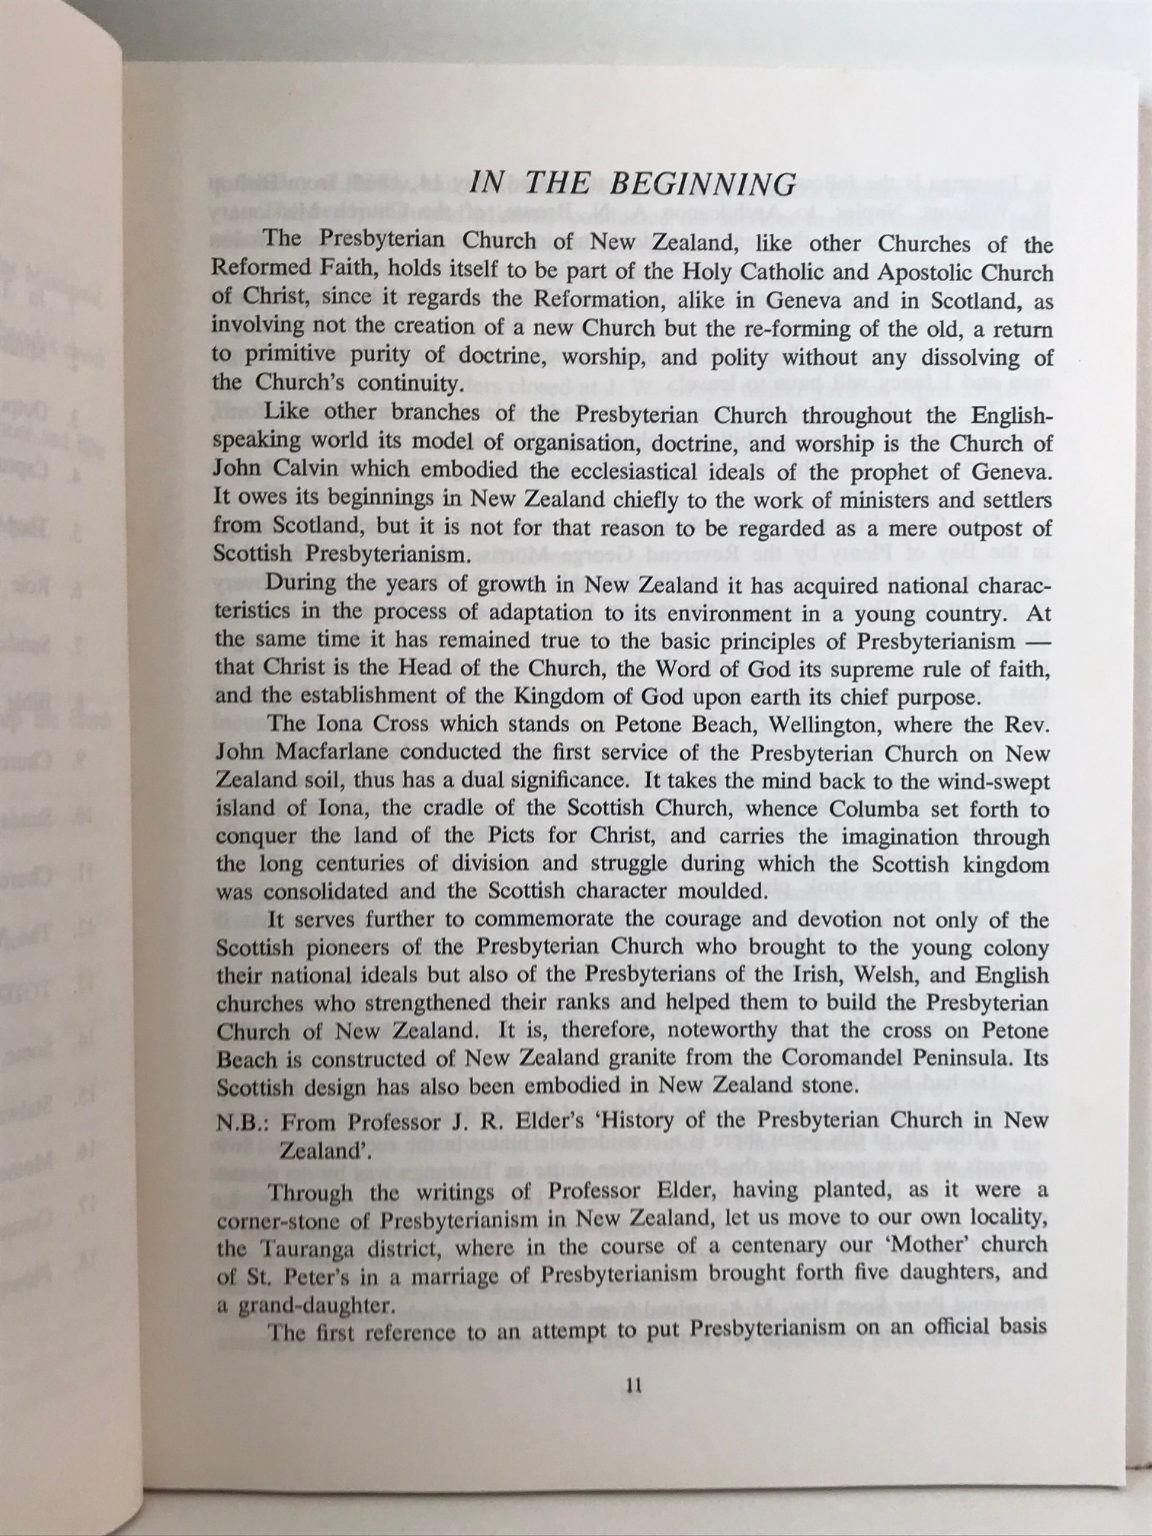 IN THE BEGINNING
The Presbyterian Church of New Zealand, like other Churches of the
Reformed Faith, holds itself to be part of the Holy Catholic and Apostolic Church
of Christ, since it regards the Reformation, alike in Geneva and in Scotland, as
involving not the creation of a new Church but the re-forming of the old, a return
to primitive purity of doctrine, worship, and polity without any dissolving of
the Church's continuity.
Like other branches of the Presbyterian Church throughout the English-
speaking world its model of organisation, doctrine, and worship is the Church of
John Calvin which embodied the ecclesiastical ideals of the prophet of Geneva.
It owes its beginnings in New Zealand chiefly to the work of ministers and settlers
from Scotland, but it is not for that reason to be regarded as a mere outpost of
Scottish Presbyterianism.
During the years of growth in New Zealand it has acquired national charac-
teristics in the process of adaptation to its environment in a young country. At
the same time it has remained true to the basic principles of Presbyterianism —
that Christ is the Head of the Church, the Word of God its supreme rule of faith,
and the establishment of the Kingdom of God upon earth its chief purpose.
The Iona Cross which stands on Petone Beach, Wellington, where the Rev.
John Macfarlane conducted the first service of the Presbyterian Church on New
Zealand soil, thus has a dual significance. It takes the mind back to the wind-swept
island of Iona, the cradle of the Scottish Church, whence Columba set forth to
conquer the land of the Picts for Christ, and carries the imagination through
the long centuries of division and struggle during which the Scottish kingdom
was consolidated and the Scottish character moulded.
It serves further to commemorate the courage and devotion not only of the
Scottish pioneers of the Presbyterian Church who brought to the young colony
their national ideals but also of the Presbyterians of the Irish, Welsh, and English
churches who strengthened their ranks and helped them to build the Presbyterian
Church of New Zealand. It is, therefore, noteworthy that the cross on Petone
Beach is constructed of New Zealand granite from the Coromandel Peninsula. Its
Scottish design has also been embodied in New Zealand stone.
N.B.: From Professor J. R. Elder's ‘History of the Presbyterian Church in New
Zealand’.
Through the writings of Professor Elder, having planted, as it were a
corner-stone of Presbyterianism in New Zealand, let us move to our own locality,
the Tauranga district, where in the course of a centenary our ‘Mother’ church
of St. Peter's in a marriage of Presbyterianism brought forth five daughters, and
a grand-daughter.
The first reference to an attempt to put Presbyterianism on an official basis
11